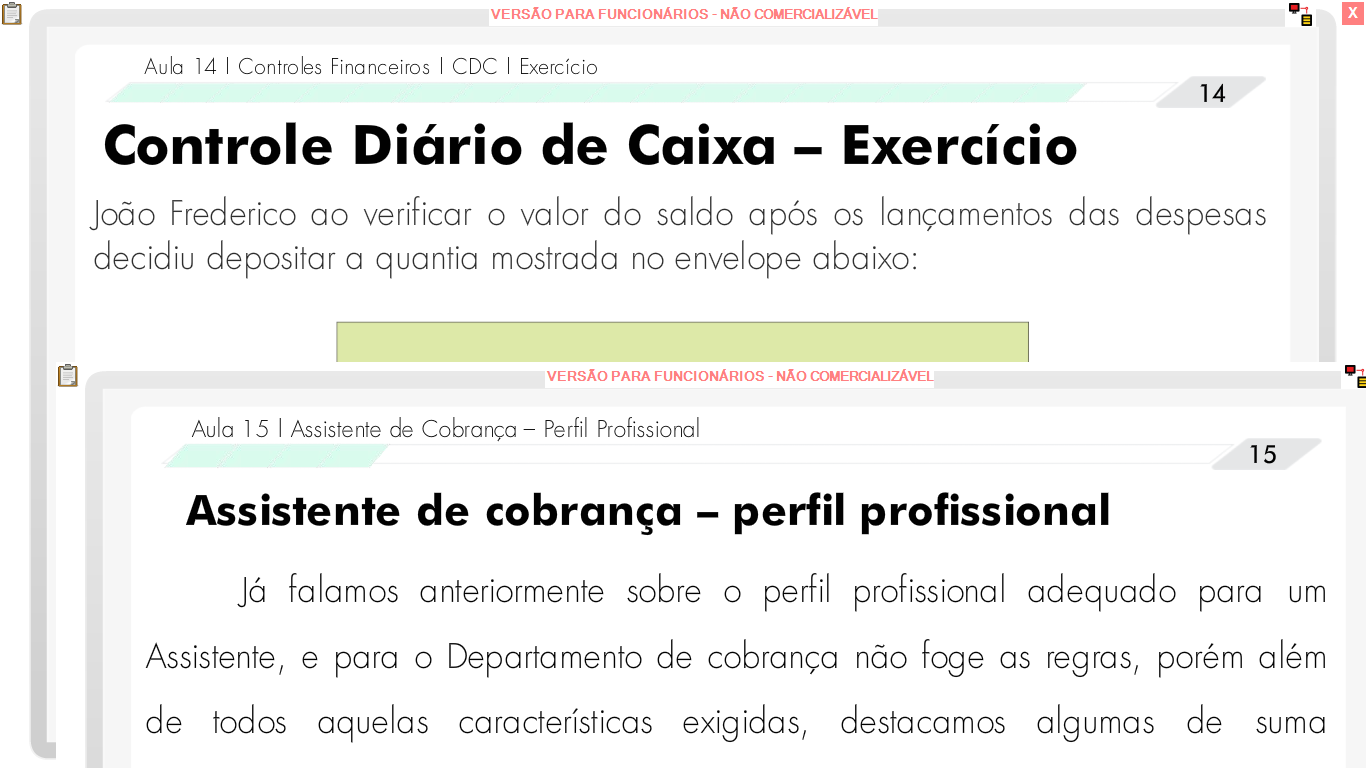 VERSÃO PARA FUNCIONÁRIOS - NÃO COMERCIALIZÁVEL
X
Aula 14 | Controles Financeiros | CDC | Exercício
14
Controle Diário de Caixa – Exercício
João Frederico ao verificar o valor do saldo após os lançamentos das despesas
decidiu depositar a quantia mostrada no envelope abaixo:
VERSÃO PARA FUNCIONÁRIOS - NÃO COMERCIALIZÁVEL
Aula 15 | Assistente de Cobrança – Perfil Profissional
15
Assistente de cobrança – perfil profissional
Já falamos anteriormente sobre o perfil profissional adequado para um
Assistente, e para o Departamento de cobrança não foge as regras, porém além
de todos aquelas características exigidas, destacamos algumas de suma